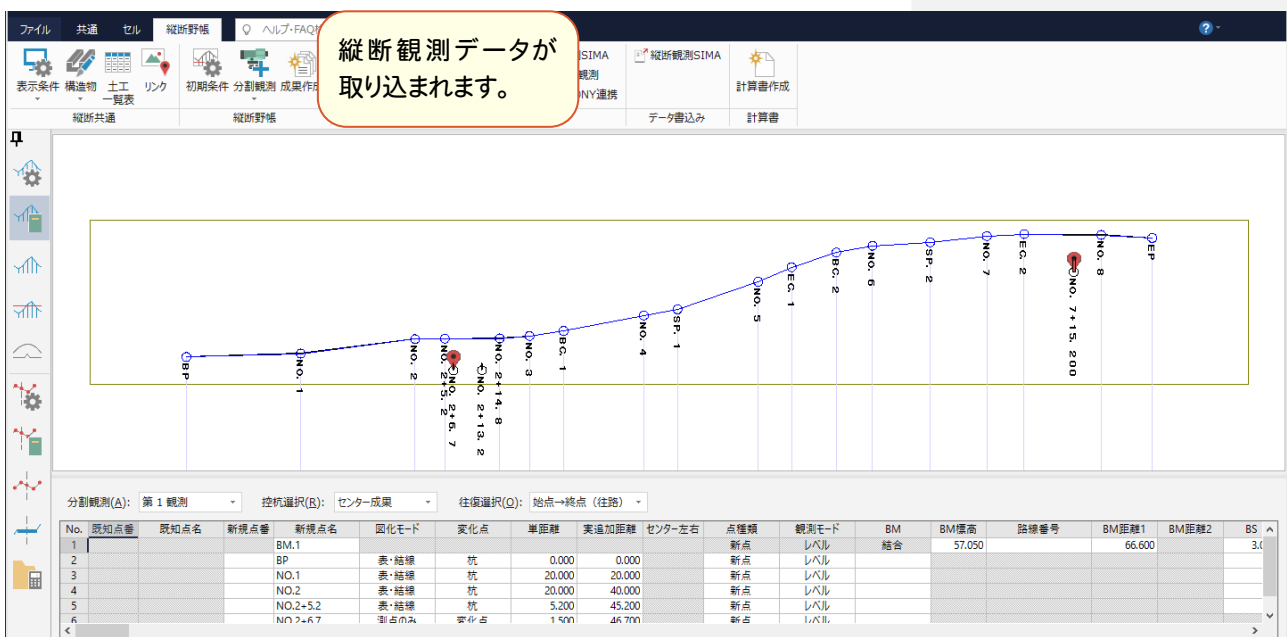 ファイル 共通 セル 縦断野帳 ヘルプ・FAQ
縦断観測データが
取り込まれます。
SIMA 縦断観測SIMA
観測
NY連携
表示条件 構造物 土工一覧表 リンク 初期条件 分割観測 成果作成 計算書作成
縦断共通 縦断野帳 データ書込み 計算書
BP
NO. 1
NO. 2
NO. 2+5. 2
NO. 2+6. 7
NO. 2+13. 2
NO. 2+14. 8
NO. 3
BC. 1
NO. 4
SP. 1
NO. 5
EC. 1
BC. 2
NO. 6
SP. 2
NO. 7
EC. 2
NO. 7+15. 200
NO. 8
EP
分割観測(A): 第 1 観測 控杭選択(R): センター成果 往復選択(O): 始点→終点（往路）
No. 既知点番 既知点名 新規点番 新規点名 図化モード 変化点 単距離 実追加距離 センター左右 点種類 観測モード BM BM標高 路線番号 BM距離1 BM距離2 BS
1 BM.1 新点 レベル 結合 57.050 66.600 3.0
2 BP 表・結線 杭 0.000 0.000 新点 レベル
3 NO.1 表・結線 杭 20.000 20.000 新点 レベル
4 NO.2 表・結線 杭 20.000 40.000 新点 レベル
5 NO.2+5.2 表・結線 杭 5.200 45.200 新点 レベル
6 NO.2+6.7 測点のみ 変化点 1.500 46.700 新点 レベル